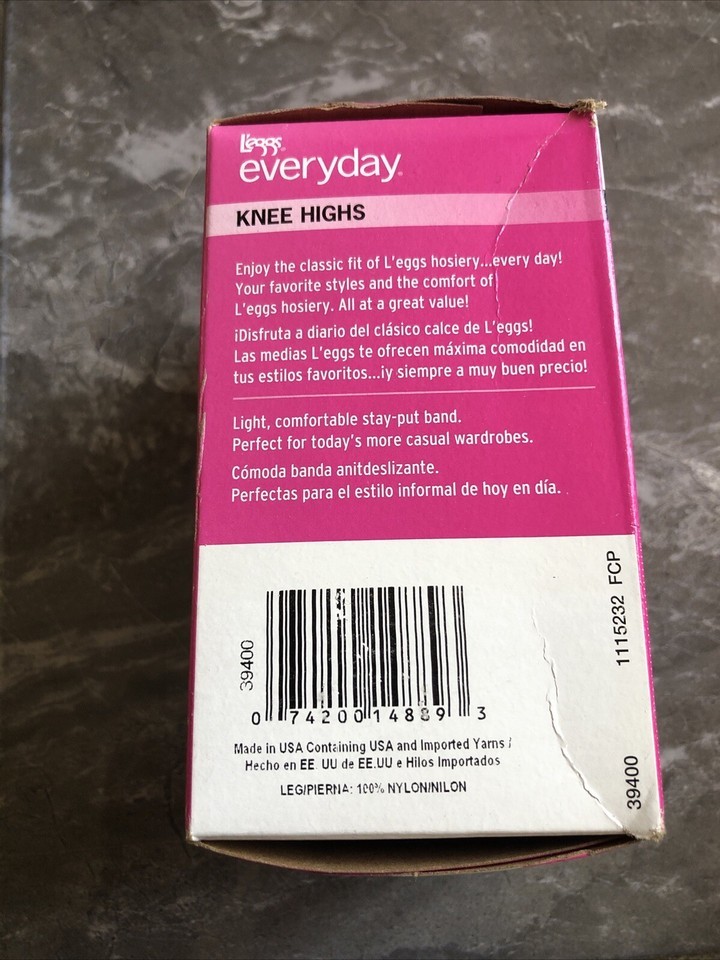 L'eggs™
everyday®
KNEE HIGHS
Enjoy the classic fit of L'eggs hosiery...every day!
Your favorite styles and the comfort of
L'eggs hosiery. All at a great value!
¡Disfruta a diario del clásico calce de L'eggs!
Las medias L'eggs te ofrecen máxima comodidad en
tus estilos favoritos...¡y siempre a muy buen precio!
Light, comfortable stay-put band.
Perfect for today's more casual wardrobes.
Cómoda banda anitdeslizante.
Perfectas para el estilo informal de hoy en día.
39400
0 74200 14889 3
Made in USA Containing USA and Imported Yarns /
Hecho en EE. UU de EE.UU e Hilos Importados
LEG/PIERNA: 100% NYLON/NILON
1115232 FCP
39400